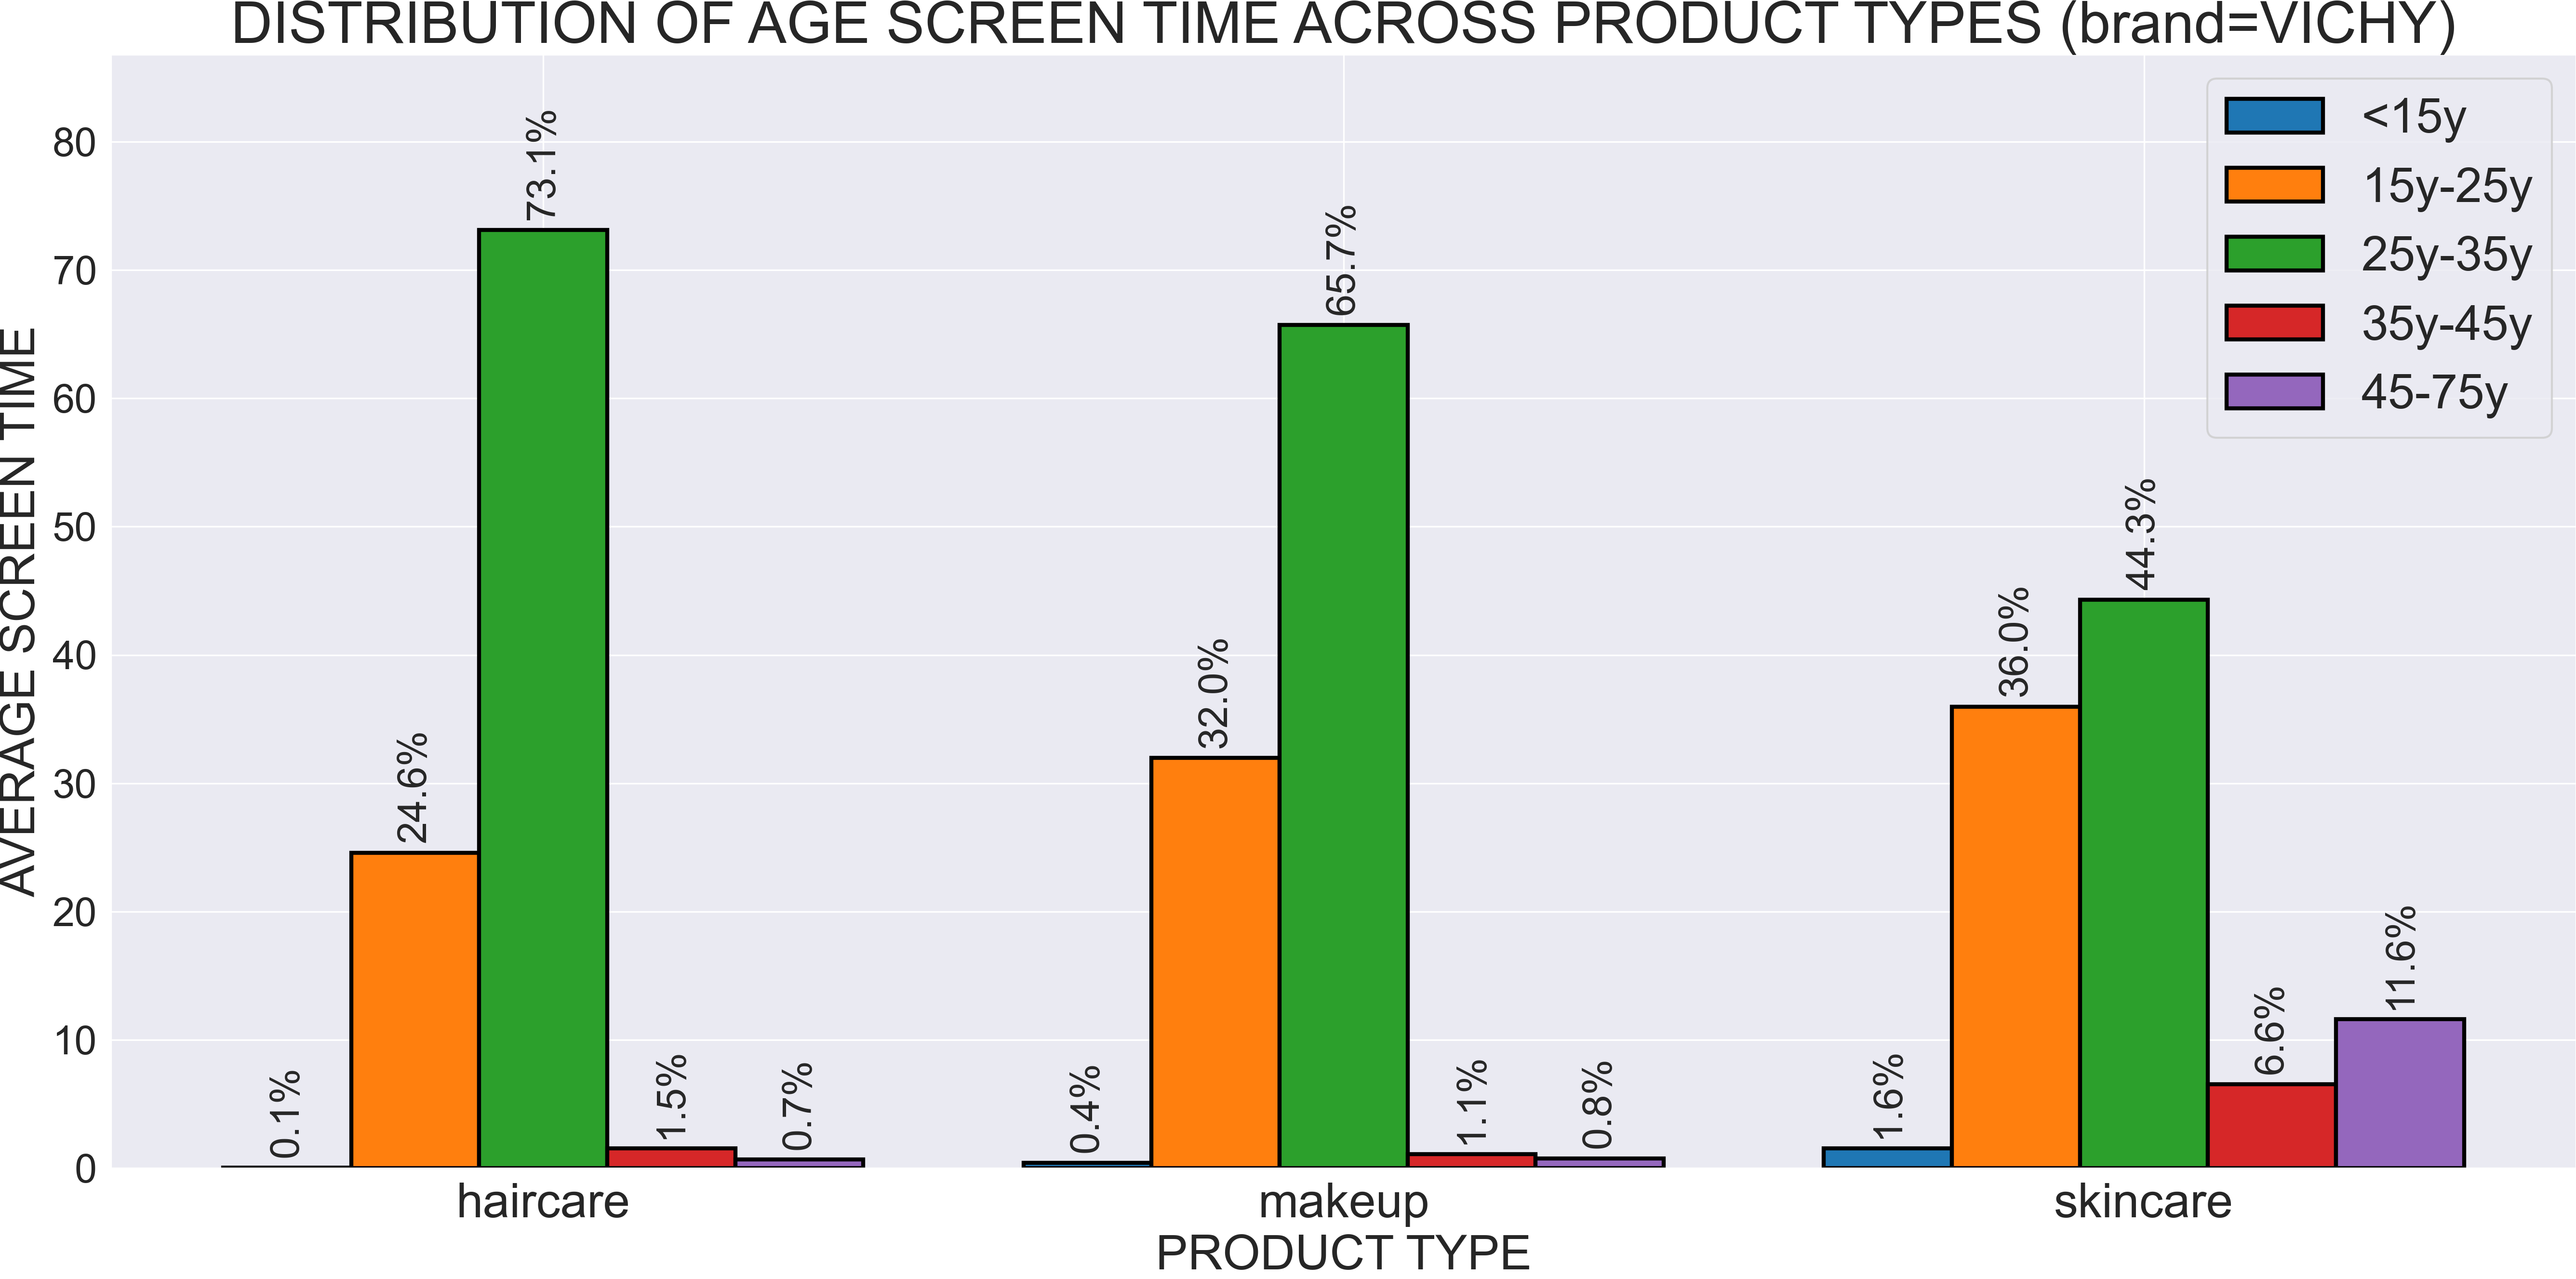 DISTRIBUTION OF AGE SCREEN TIME ACROSS PRODUCT TYPES (brand=VICHY)
<15y
15y-25y
25y-35y
35y-45y
45-75y
AVERAGE SCREEN TIME
80
70
60
50
40
30
20
10
0
0.1%
24.6%
73.1%
1.5%
0.7%
0.4%
32.0%
65.7%
1.1%
0.8%
1.6%
36.0%
44.3%
6.6%
11.6%
haircare
makeup
skincare
PRODUCT TYPE